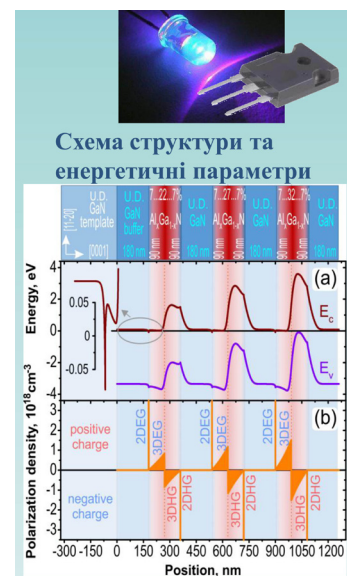 Схема структури та
енергетичні параметри
U.D.
GaN
template
[11-20]
[0001]
U.D.
GaN
buffer
180 nm
7...22...7%
AlxGa1-xN
90 nm
90 nm
U.D.
GaN
180 nm
7...27...7%
AlxGa1-xN
90 nm
90 nm
U.D.
GaN
180 nm
7...32...7%
AlxGa1-xN
90 nm
90 nm
U.D.
GaN
180 nm
Energy, eV
4
2
0
-2
-4
0.05
0.00
-0.05
(a)
Ec
Ev
Polarization density, 10^18cm^-3
3
2
1
0
-1
-2
-3
(b)
positive
charge
negative
charge
2DEG
3DEG
3DHG
2DHG
2DEG
3DEG
3DHG
2DHG
2DEG
3DEG
3DHG
2DHG
-300 -150 0 150 300 450 600 750 900 1050 1200
Position, nm